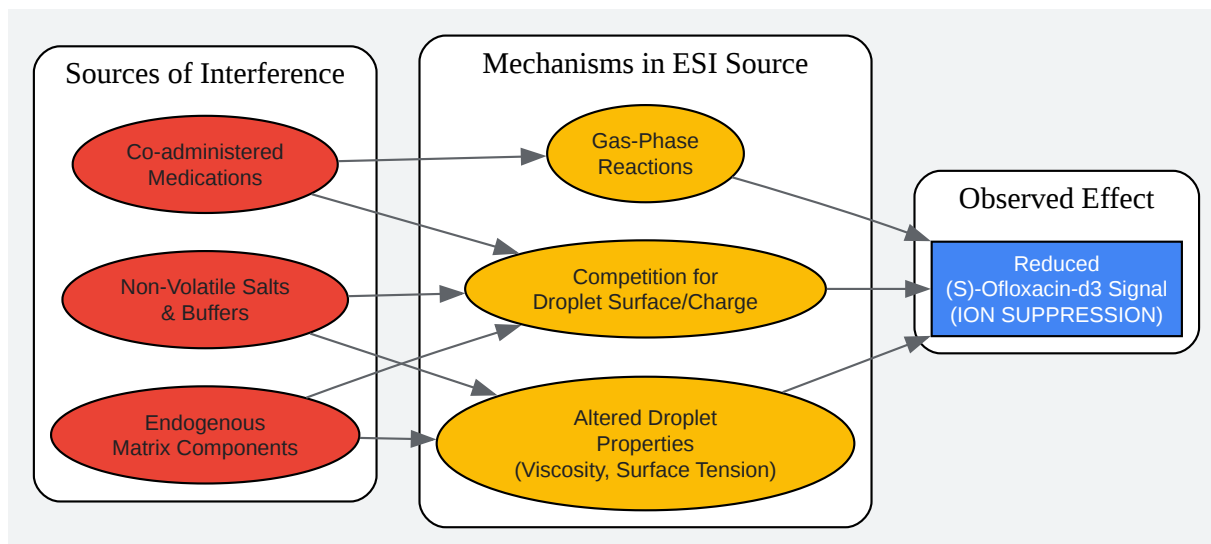 Sources of Interference
Co-administered
Medications
Non-Volatile Salts
& Buffers
Endogenous
Matrix Components
Mechanisms in ESI Source
Gas-Phase
Reactions
Competition for
Droplet Surface/Charge
Altered Droplet
Properties
(Viscosity, Surface Tension)
Observed Effect
Reduced
(S)-Ofloxacin-d3 Signal
(ION SUPPRESSION)